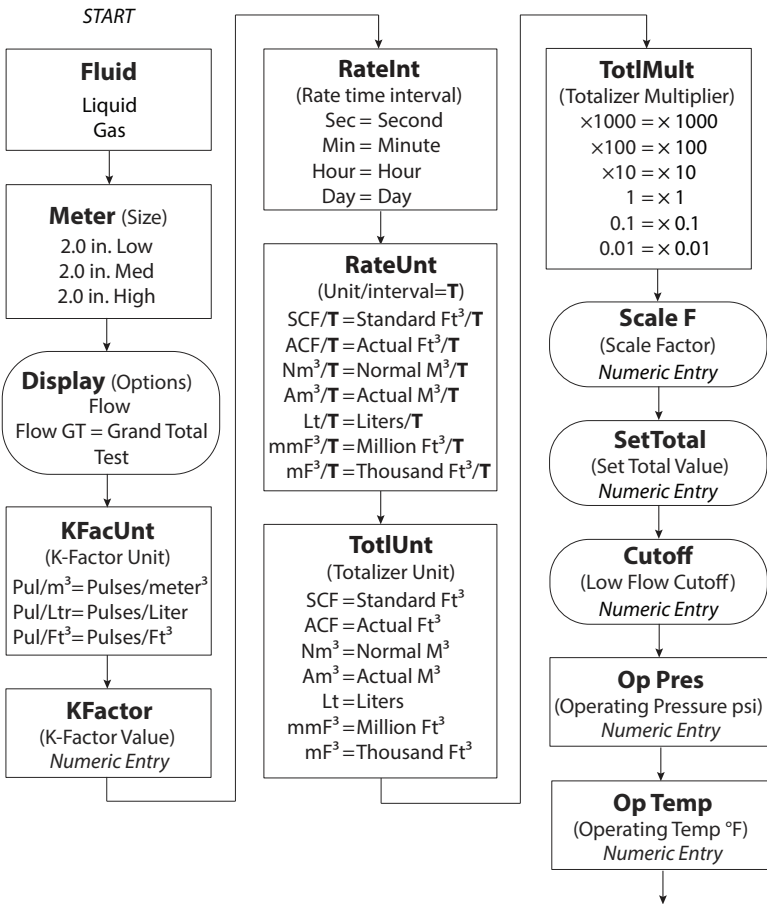 START
Fluid
Liquid
Gas
Meter (Size)
2.0 in. Low
2.0 in. Med
2.0 in. High
Display (Options)
Flow
Flow GT = Grand Total
Test
KFacUnt
(K-Factor Unit)
Pul/m³= Pulses/meter³
Pul/Ltr= Pulses/Liter
Pul/Ft³= Pulses/Ft³
KFactor
(K-Factor Value)
Numeric Entry
RateInt
(Rate time interval)
Sec = Second
Min = Minute
Hour = Hour
Day = Day
RateUnt
(Unit/interval=T)
SCF/T = Standard Ft³/T
ACF/T = Actual Ft³/T
Nm³/T = Normal M³/T
Am³/T = Actual M³/T
Lt/T = Liters/T
mmF³/T = Million Ft³/T
mF³/T = Thousand Ft³/T
TotlUnt
(Totalizer Unit)
SCF = Standard Ft³
ACF = Actual Ft³
Nm³ = Normal M³
Am³ = Actual M³
Lt = Liters
mmF³ = Million Ft³
mF³ = Thousand Ft³
TotlMult
(Totalizer Multiplier)
×1000 = × 1000
×100 = × 100
×10 = × 10
1 = × 1
0.1 = × 0.1
0.01 = × 0.01
Scale F
(Scale Factor)
Numeric Entry
SetTotal
(Set Total Value)
Numeric Entry
Cutoff
(Low Flow Cutoff)
Numeric Entry
Op Pres
(Operating Pressure psi)
Numeric Entry
Op Temp
(Operating Temp °F)
Numeric Entry